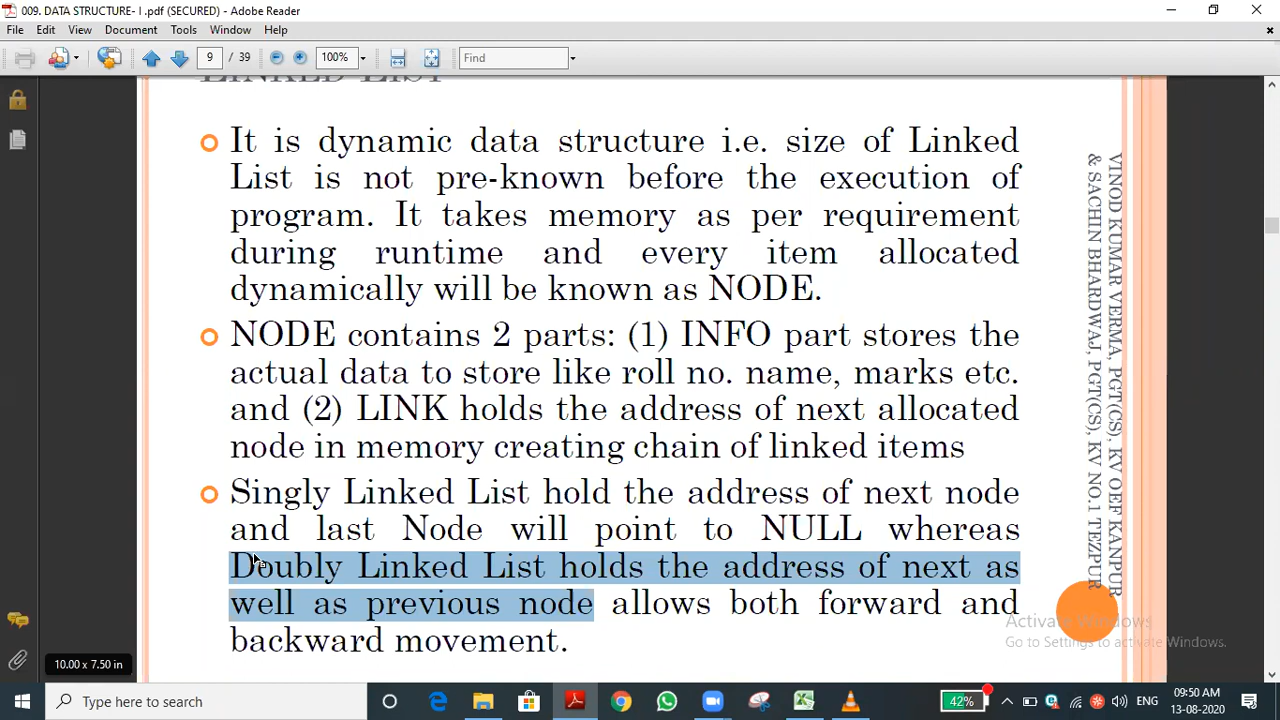 009. DATA STRUCTURE- I .pdf (SECURED) - Adobe Reader
File Edit View Document Tools Window Help
9 / 39 100% Find
LINKED LIST
It is dynamic data structure i.e. size of Linked
List is not pre-known before the execution of
program. It takes memory as per requirement
during runtime and every item allocated
dynamically will be known as NODE.
NODE contains 2 parts: (1) INFO part stores the
actual data to store like roll no. name, marks etc.
and (2) LINK holds the address of next allocated
node in memory creating chain of linked items
Singly Linked List hold the address of next node
and last Node will point to NULL whereas
Doubly Linked List holds the address of next as
well as previous node allows both forward and
backward movement.
VINOD KUMAR VERMA, PGT(CS), KV OEF KANPUR
& SACHIN BHARDWAJ, PGT(CS), KV NO.1 TEZPUR
Activate Windows
Go to Settings to activate Windows.
10.00 x 7.50 in
Type here to search
42%
ENG
09:50 AM
13-08-2020